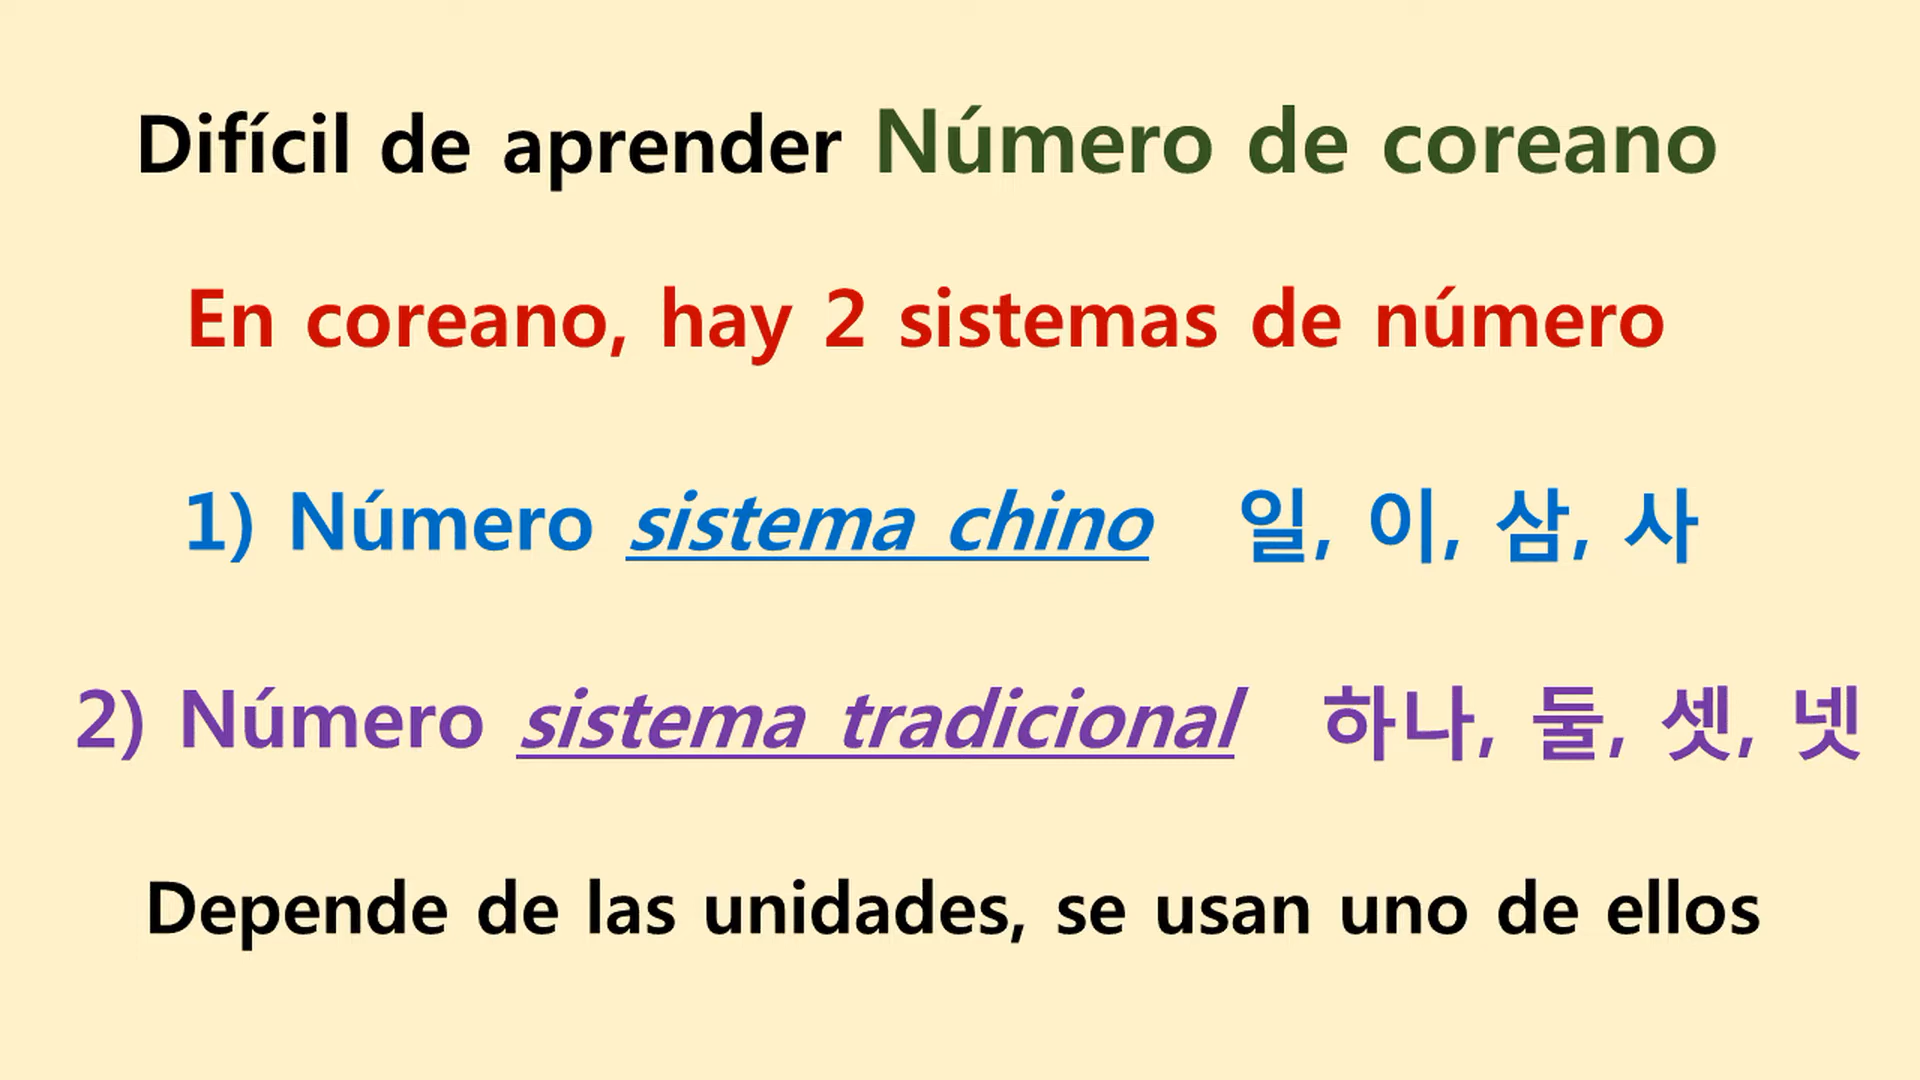 Difícil de aprender Número de coreano
En coreano, hay 2 sistemas de número
1) Número sistema chino 일, 이, 삼, 사
2) Número sistema tradicional 하나, 둘, 셋, 넷
Depende de las unidades, se usan uno de ellos